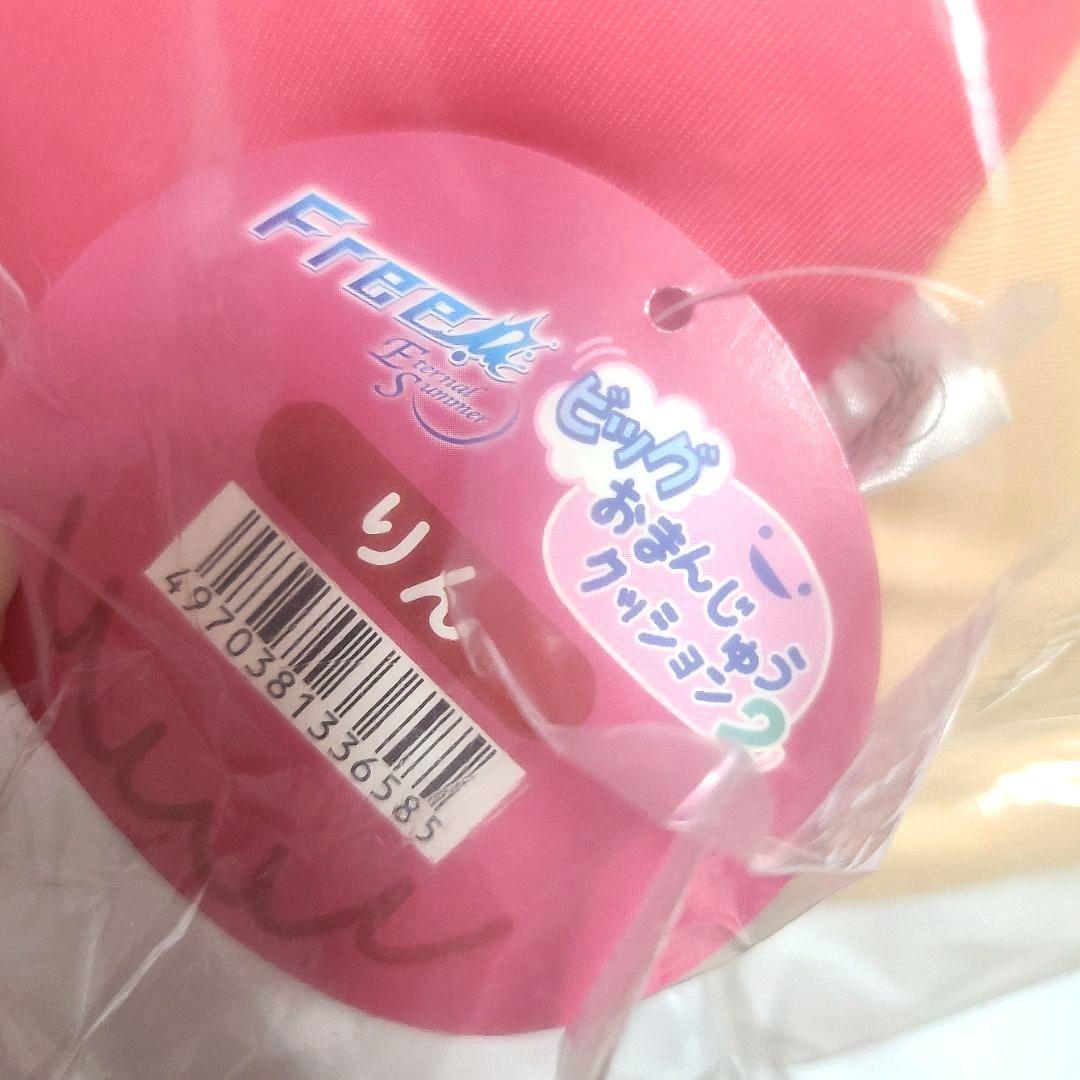 Free!
Eternal
Summer
ビッグ
おまんじゅう
クッション2
りん
4970381336585